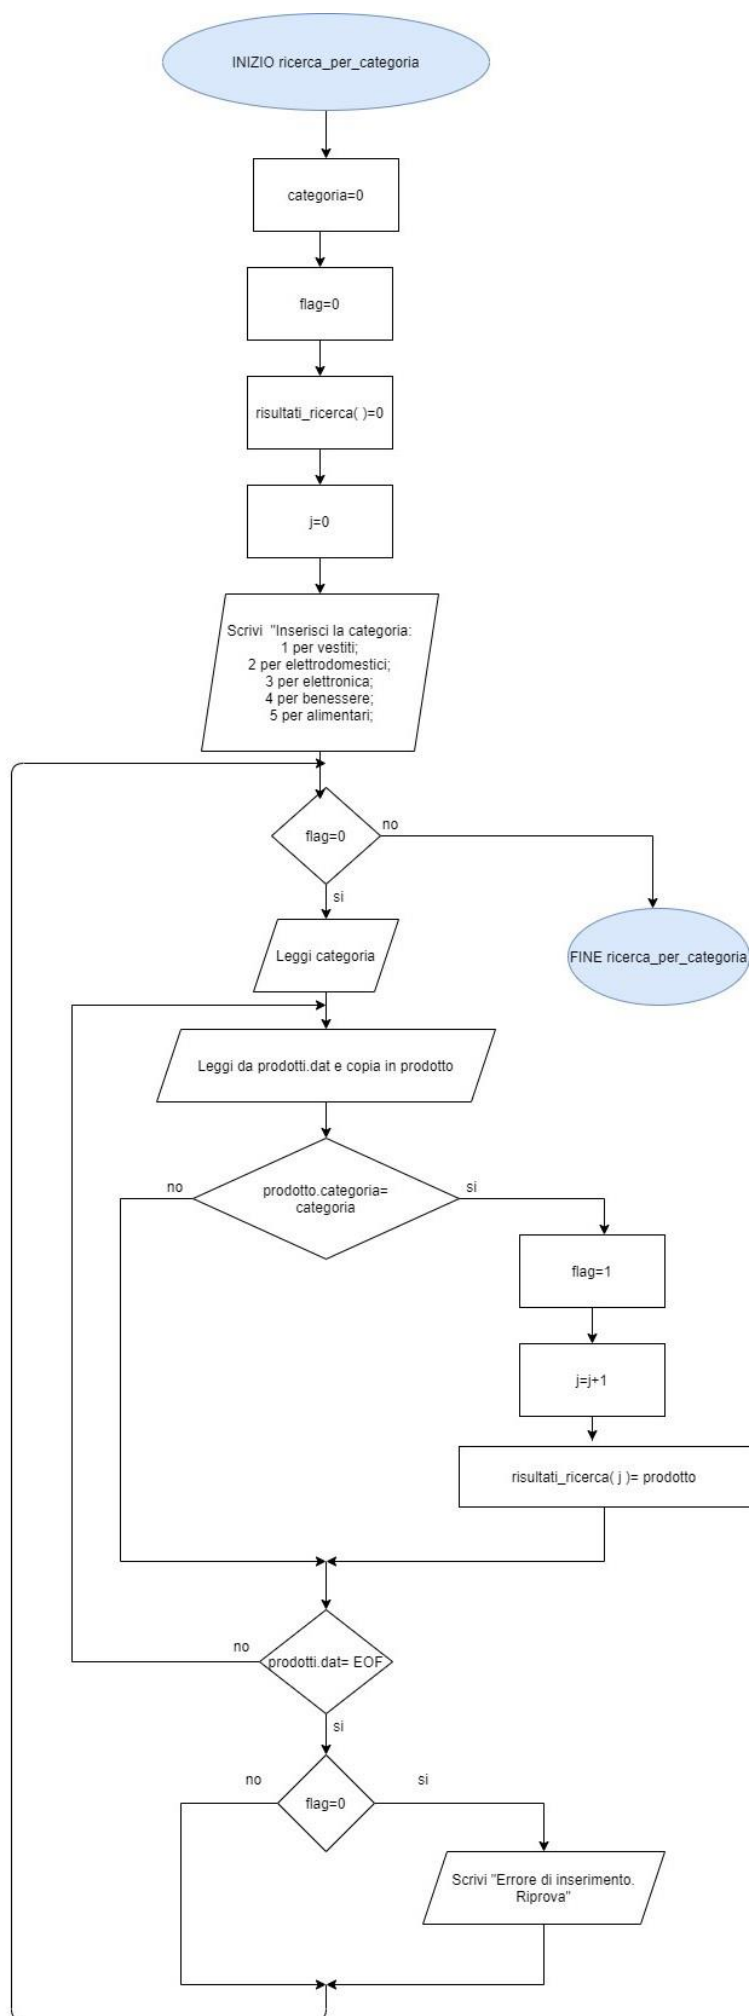 INIZIO ricerca_per_categoria
categoria=0
flag=0
risultati_ricerca( )=0
j=0
Scrivi "Inserisci la categoria:
1 per vestiti;
2 per elettrodomestici;
3 per elettronica;
4 per benessere;
5 per alimentari;
flag=0
no
si
FINE ricerca_per_categoria
Leggi categoria
Leggi da prodotti.dat e copia in prodotto
no
prodotto.categoria=
categoria
si
flag=1
j=j+1
risultati_ricerca( j )= prodotto
no
prodotti.dat= EOF
si
no
flag=0
si
Scrivi "Errore di inserimento.
Riprova"